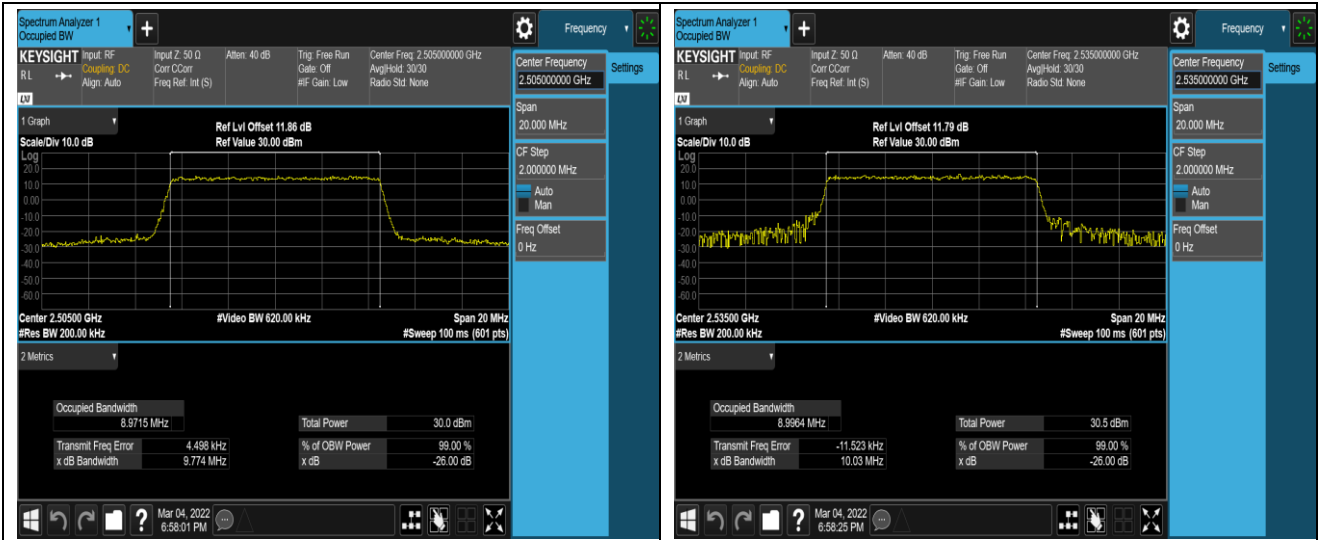 Spectrum Analyzer 1
Occupied BW
+
Frequency
KEYSIGHT Input: RF Input Z: 50 Ω Atten: 40 dB Trig: Free Run Center Freq: 2.505000000 GHz
RL Coupling: DC Corr CCorr Gate: Off Avg|Hold: 30/30
Align: Auto Freq Ref: Int (S) #IF Gain: Low Radio Std: None
LXI
Center Frequency
2.505000000 GHz
Settings
Span
20.000 MHz
CF Step
2.000000 MHz
Auto
Man
Freq Offset
0 Hz
1 Graph
Ref Lvl Offset 11.86 dB
Scale/Div 10.0 dB Ref Value 30.00 dBm
Log
20.0
10.0
0.00
-10.0
-20.0
-30.0
-40.0
-50.0
-60.0
Center 2.50500 GHz #Video BW 620.00 kHz Span 20 MHz
#Res BW 200.00 kHz #Sweep 100 ms (601 pts)
2 Metrics
Occupied Bandwidth
8.9715 MHz Total Power 30.0 dBm
Transmit Freq Error 4.498 kHz % of OBW Power 99.00 %
x dB Bandwidth 9.774 MHz x dB -26.00 dB
? Mar 04, 2022
6:58:01 PM
Spectrum Analyzer 1
Occupied BW
+
Frequency
KEYSIGHT Input: RF Input Z: 50 Ω Atten: 40 dB Trig: Free Run Center Freq: 2.535000000 GHz
RL Coupling: DC Corr CCorr Gate: Off Avg|Hold: 30/30
Align: Auto Freq Ref: Int (S) #IF Gain: Low Radio Std: None
LXI
Center Frequency
2.535000000 GHz
Settings
Span
20.000 MHz
CF Step
2.000000 MHz
Auto
Man
Freq Offset
0 Hz
1 Graph
Ref Lvl Offset 11.79 dB
Scale/Div 10.0 dB Ref Value 30.00 dBm
Log
20.0
10.0
0.00
-10.0
-20.0
-30.0
-40.0
-50.0
-60.0
Center 2.53500 GHz #Video BW 620.00 kHz Span 20 MHz
#Res BW 200.00 kHz #Sweep 100 ms (601 pts)
2 Metrics
Occupied Bandwidth
8.9964 MHz Total Power 30.5 dBm
Transmit Freq Error -11.523 kHz % of OBW Power 99.00 %
x dB Bandwidth 10.03 MHz x dB -26.00 dB
? Mar 04, 2022
6:58:25 PM